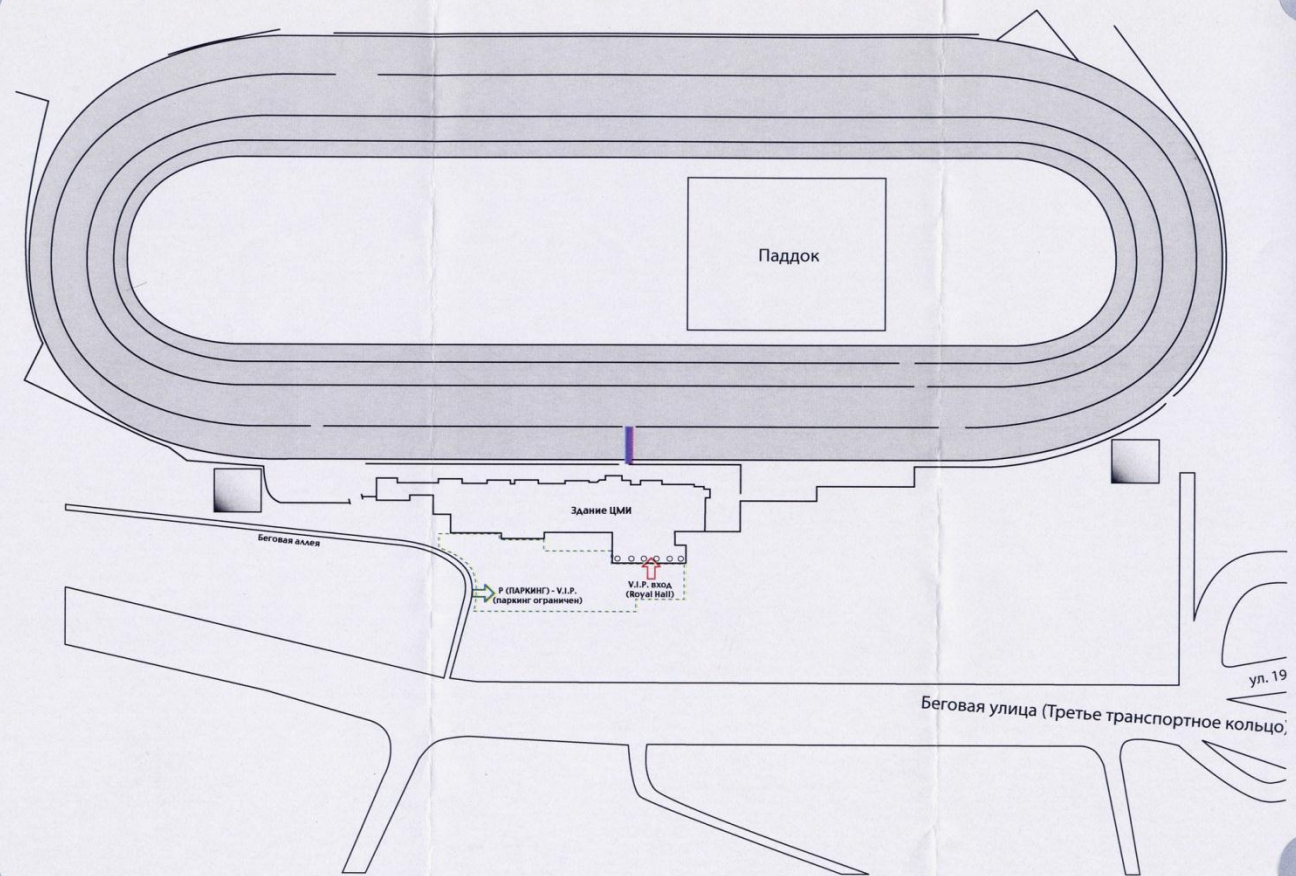 Паддок
Здание ЦМИ
Беговая аллея
P (ПАРКИНГ) - V.I.P.
(паркинг ограничен)
V.I.P. вход
(Royal Hall)
ул. 19
Беговая улица (Третье транспортное кольцо)